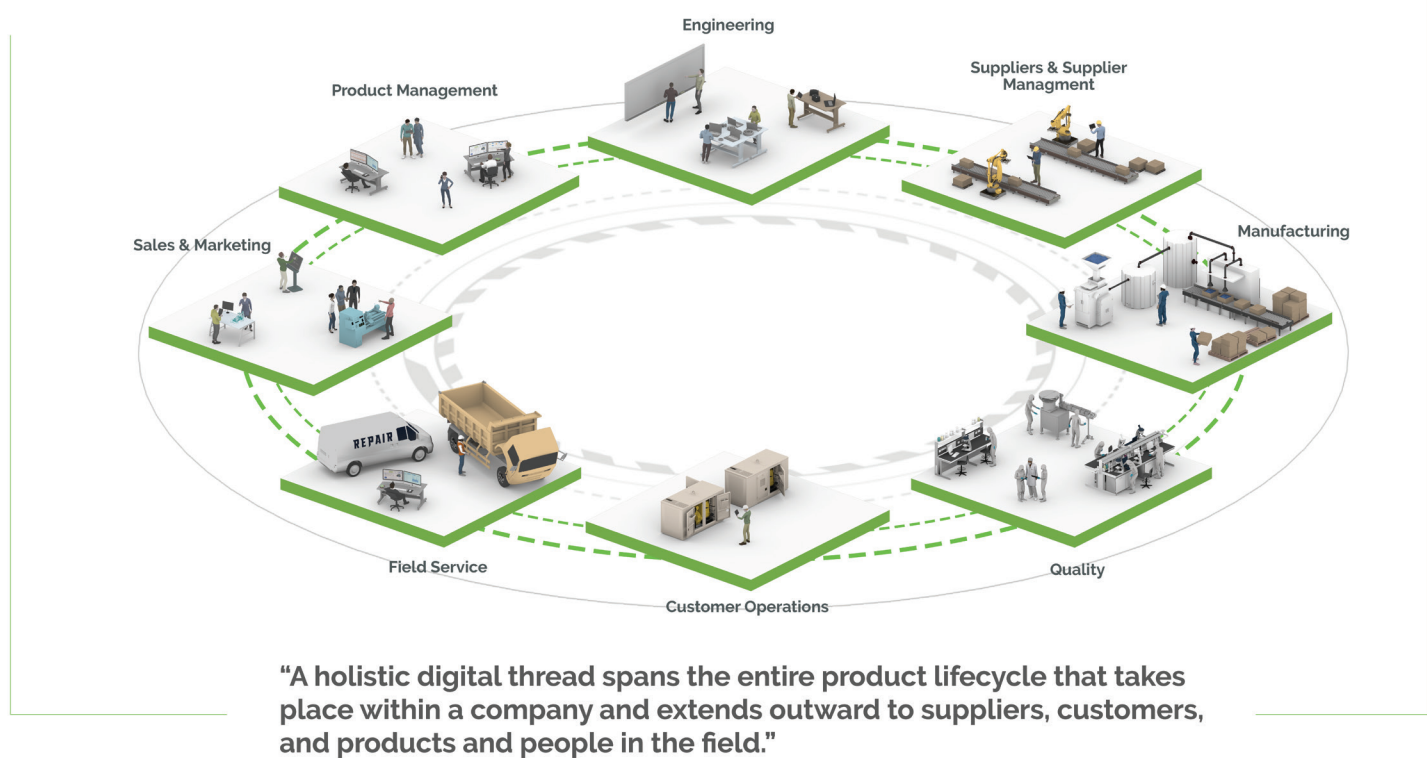 Engineering
Suppliers & Supplier
Managment
Product Management
Sales & Marketing
Manufacturing
REPAIR
Field Service
Quality
Customer Operations
“A holistic digital thread spans the entire product lifecycle that takes
place within a company and extends outward to suppliers, customers,
and products and people in the field.”